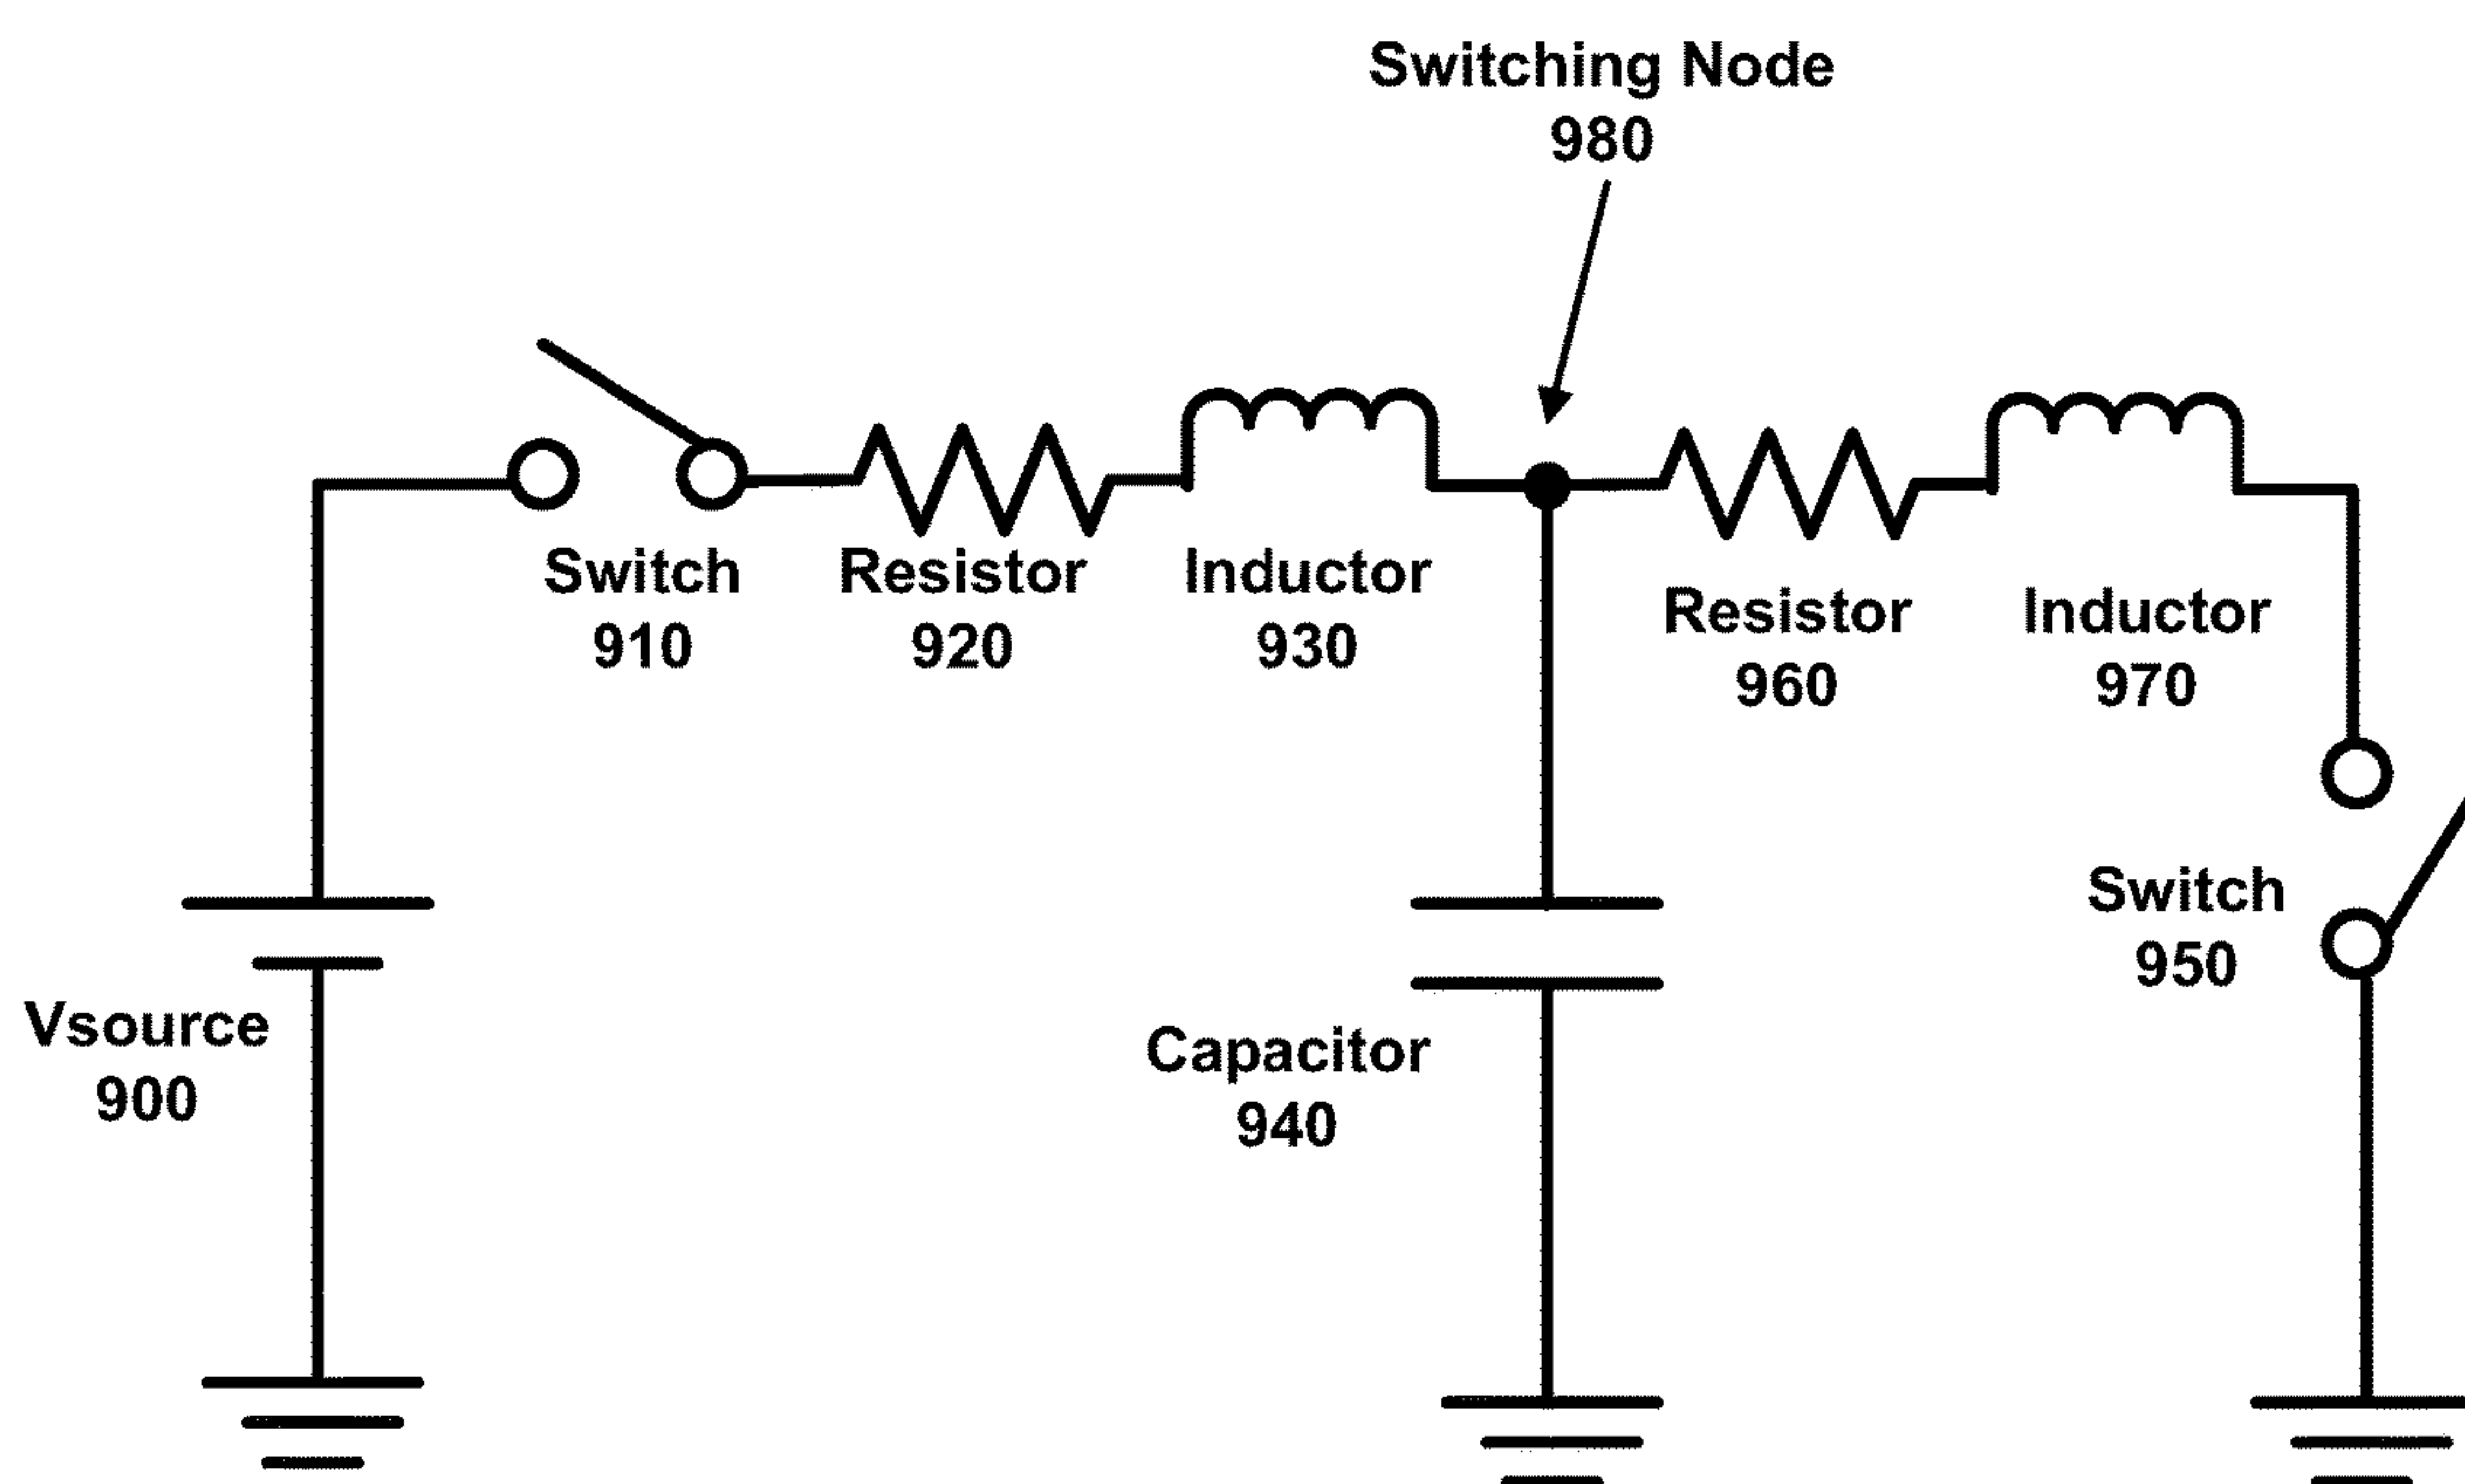 Switching Node
980
Switch
910
Resistor
920
Inductor
930
Resistor
960
Inductor
970
Switch
950
Vsource
900
Capacitor
940